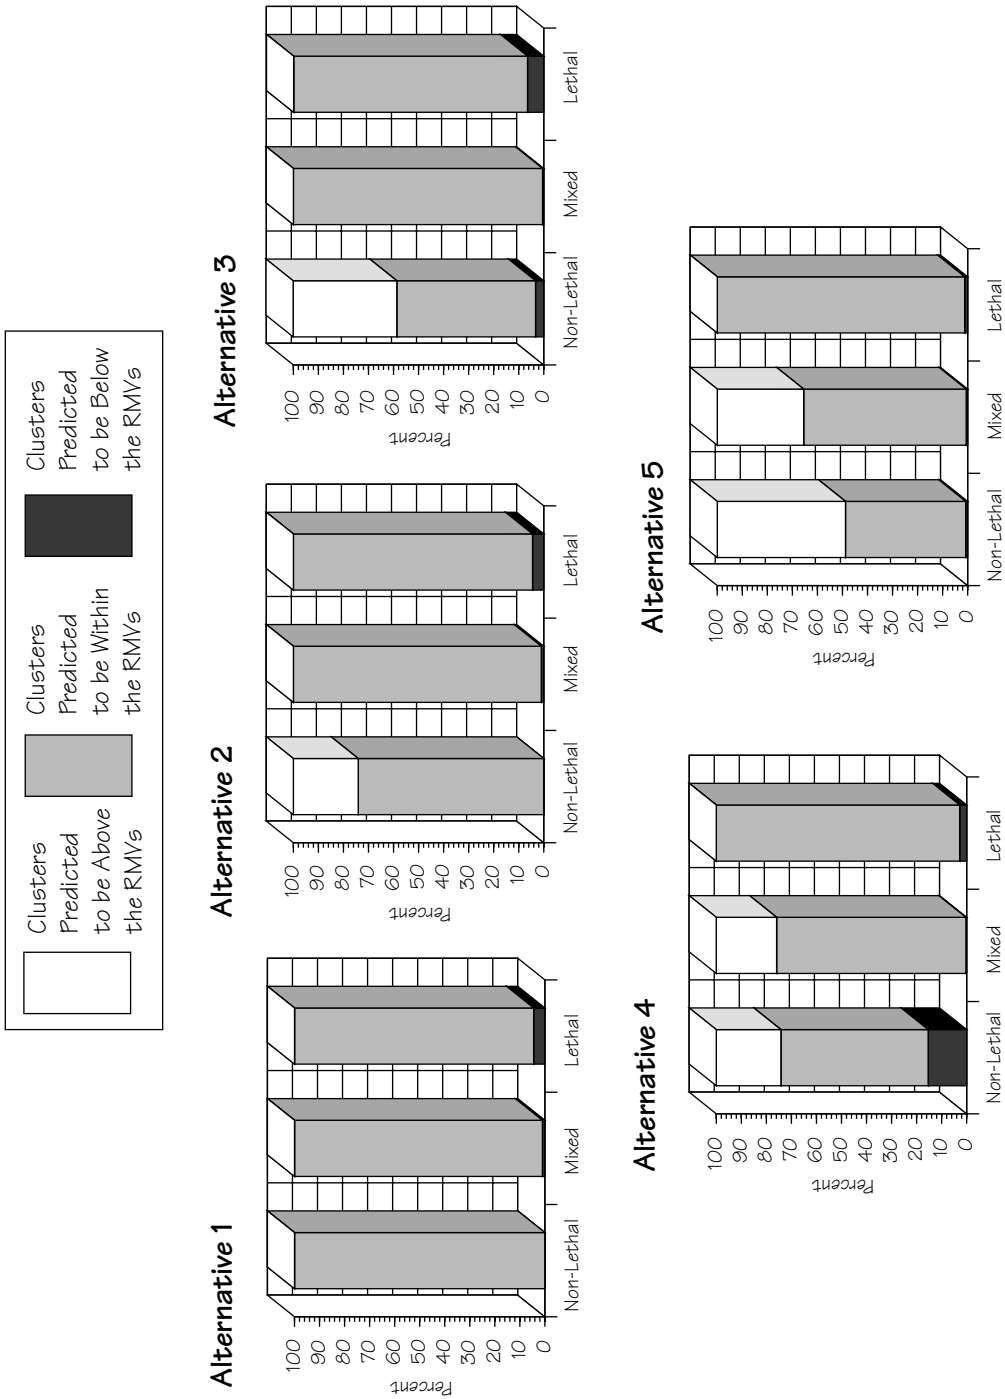 Clusters
Predicted
to be Above
the RMVs
Clusters
Predicted
to be Within
the RMVs
Clusters
Predicted
to be Below
the RMVs
Alternative 1
Percent
100
90
80
70
60
50
40
30
20
10
0
Non-Lethal
Mixed
Lethal
Alternative 2
Percent
100
90
80
70
60
50
40
30
20
10
0
Non-Lethal
Mixed
Lethal
Alternative 3
Percent
100
90
80
70
60
50
40
30
20
10
0
Non-Lethal
Mixed
Lethal
Alternative 4
Percent
100
90
80
70
60
50
40
30
20
10
0
Non-Lethal
Mixed
Lethal
Alternative 5
Percent
100
90
80
70
60
50
40
30
20
10
0
Non-Lethal
Mixed
Lethal